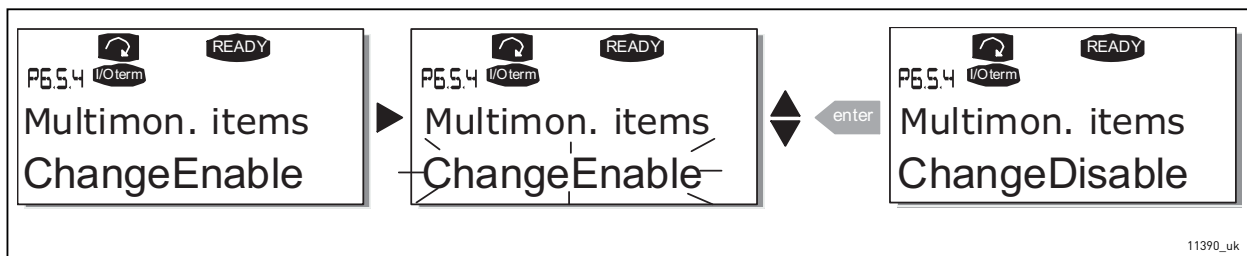 READY
P6.5.4 I/Oterm
Multimon. items
ChangeEnable
READY
P6.5.4 I/Oterm
Multimon. items
ChangeEnable
enter
READY
P6.5.4 I/Oterm
Multimon. items
ChangeDisable
11390_uk